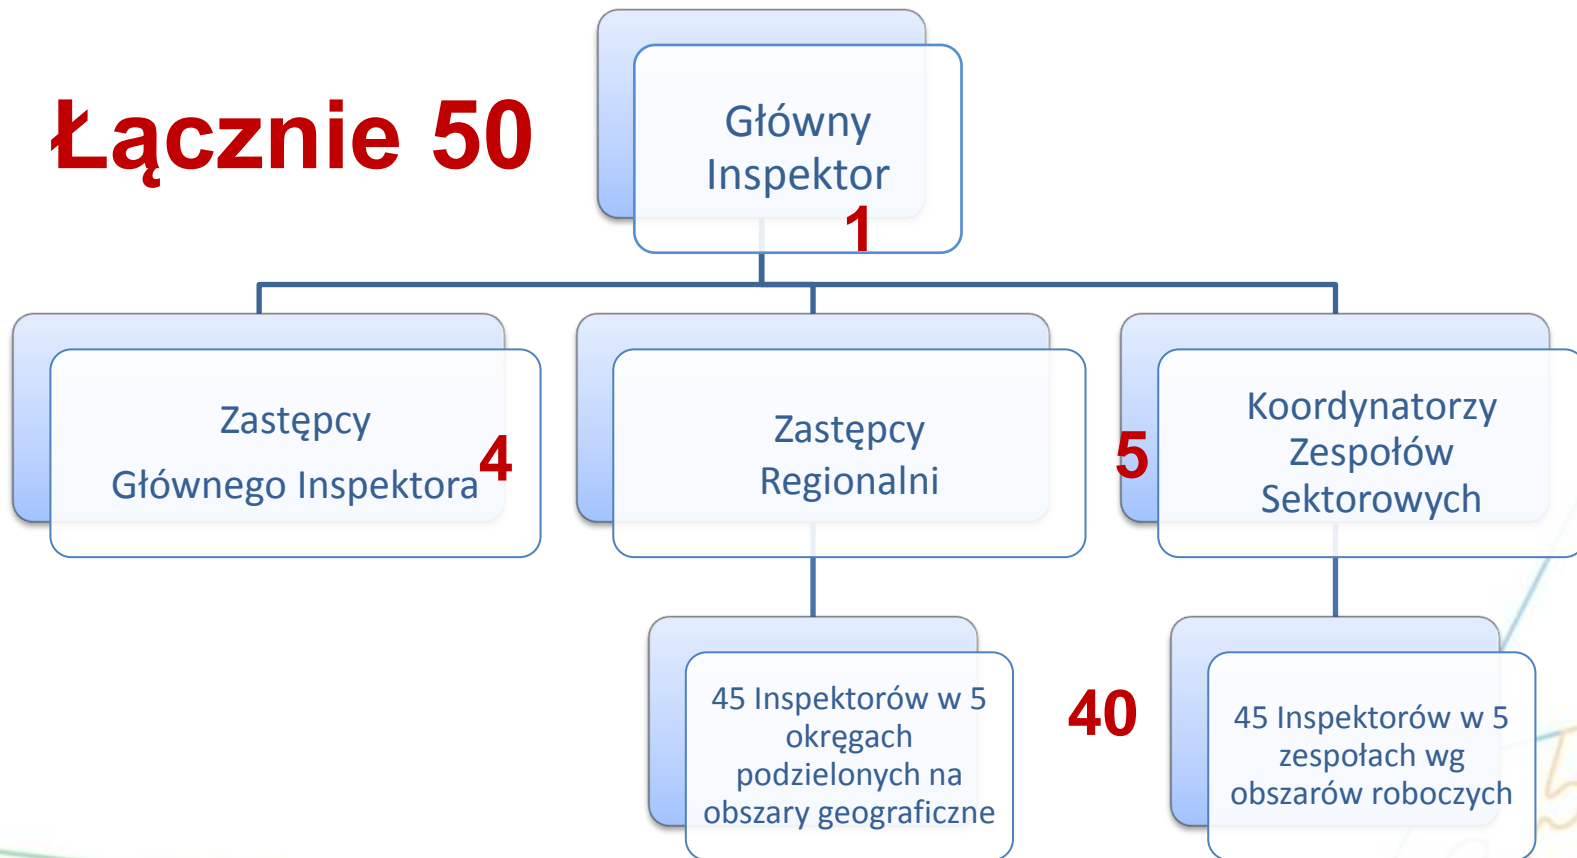 Łącznie 50
Główny
Inspektor
1
Zastępcy
Głównego Inspektora
4
Zastępcy
Regionalni
5
Koordynatorzy
Zespołów
Sektorowych
45 Inspektorów w 5
okręgach
podzielonych na
obszary geograficzne
40
45 Inspektorów w 5
zespołach wg
obszarów roboczych